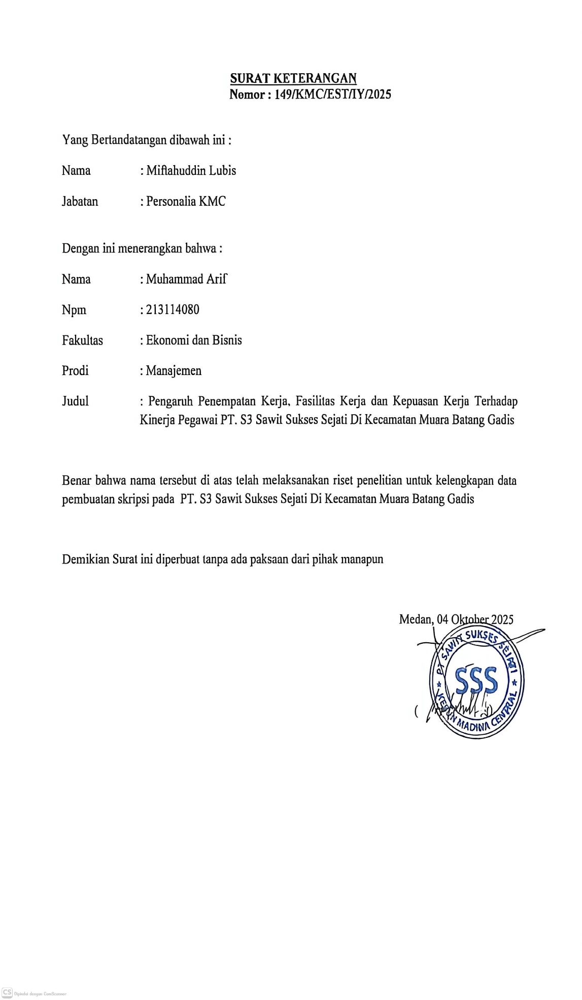 SURAT KETERANGAN
Nomor : 149/KMC/EST/IY/2025
Yang Bertandatangan dibawah ini :
Nama : Miftahuddin Lubis
Jabatan : Personalia KMC
Dengan ini menerangkan bahwa :
Nama : Muhammad Arif
Npm : 213114080
Fakultas : Ekonomi dan Bisnis
Prodi : Manajemen
Judul : Pengaruh Penempatan Kerja, Fasilitas Kerja dan Kepuasan Kerja Terhadap
Kinerja Pegawai PT. S3 Sawit Sukses Sejati Di Kecamatan Muara Batang Gadis
Benar bahwa nama tersebut di atas telah melaksanakan riset penelitian untuk kelengkapan data
pembuatan skripsi pada PT. S3 Sawit Sukses Sejati Di Kecamatan Muara Batang Gadis
Demikian Surat ini diperbuat tanpa ada paksaan dari pihak manapun
Medan, 04 Oktober 2025
PT SAWIT SUKSES SEJATI
SSS
KEBUN MADINA CENTRAL
CS Dipindai dengan CamScanner